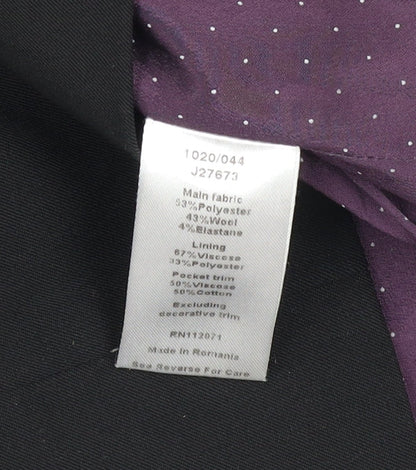 1020/044
J27673
Main fabric
53%Polyester
43%Wool
4%Elastane
Lining
67%Viscose
33%Polyester
Pocket trim
50%Viscose
50%Cotton
Excluding
decorative trim
RN112071
Made in Romania
See Reverse For Care